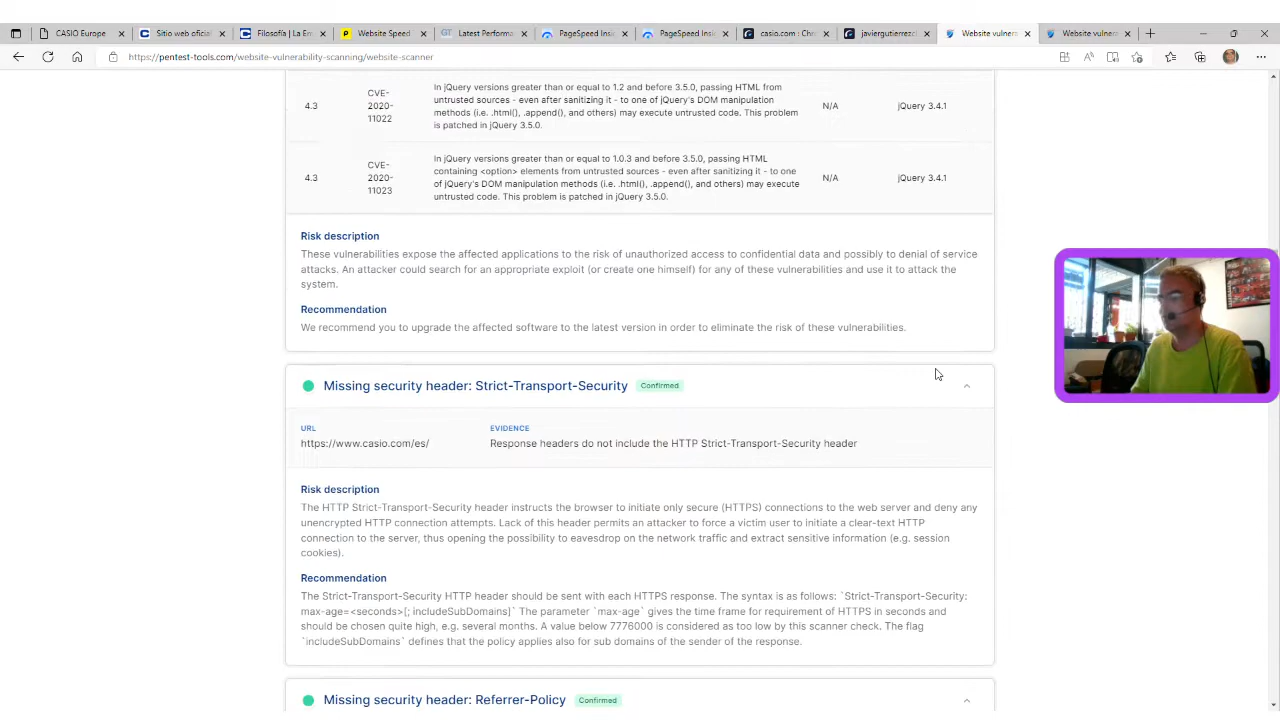 CASIO Europe
Sitio web oficial
Filosofía | La Em
Website Speed
Latest Performa
PageSpeed Insi
PageSpeed Insi
casio.com : Chro
javiergutierrezch
Website vulnera
Website vulnera
https://pentest-tools.com/website-vulnerability-scanning/website-scanner
4.3
CVE-
2020-
11022
In jQuery versions greater than or equal to 1.2 and before 3.5.0, passing HTML from
untrusted sources - even after sanitizing it - to one of jQuery's DOM manipulation
methods (i.e. .html(), .append(), and others) may execute untrusted code. This problem
is patched in jQuery 3.5.0.
N/A
jQuery 3.4.1
4.3
CVE-
2020-
11023
In jQuery versions greater than or equal to 1.0.3 and before 3.5.0, passing HTML
containing <option> elements from untrusted sources - even after sanitizing it - to one
of jQuery's DOM manipulation methods (i.e. .html(), .append(), and others) may execute
untrusted code. This problem is patched in jQuery 3.5.0.
N/A
jQuery 3.4.1
Risk description
These vulnerabilities expose the affected applications to the risk of unauthorized access to confidential data and possibly to denial of service
attacks. An attacker could search for an appropriate exploit (or create one himself) for any of these vulnerabilities and use it to attack the
system.
Recommendation
We recommend you to upgrade the affected software to the latest version in order to eliminate the risk of these vulnerabilities.
Missing security header: Strict-Transport-Security Confirmed
URL
https://www.casio.com/es/
EVIDENCE
Response headers do not include the HTTP Strict-Transport-Security header
Risk description
The HTTP Strict-Transport-Security header instructs the browser to initiate only secure (HTTPS) connections to the web server and deny any
unencrypted HTTP connection attempts. Lack of this header permits an attacker to force a victim user to initiate a clear-text HTTP
connection to the server, thus opening the possibility to eavesdrop on the network traffic and extract sensitive information (e.g. session
cookies).
Recommendation
The Strict-Transport-Security HTTP header should be sent with each HTTPS response. The syntax is as follows: `Strict-Transport-Security:
max-age=<seconds>[; includeSubDomains]` The parameter `max-age` gives the time frame for requirement of HTTPS in seconds and
should be chosen quite high, e.g. several months. A value below 7776000 is considered as too low by this scanner check. The flag
`includeSubDomains` defines that the policy applies also for sub domains of the sender of the response.
Missing security header: Referrer-Policy Confirmed